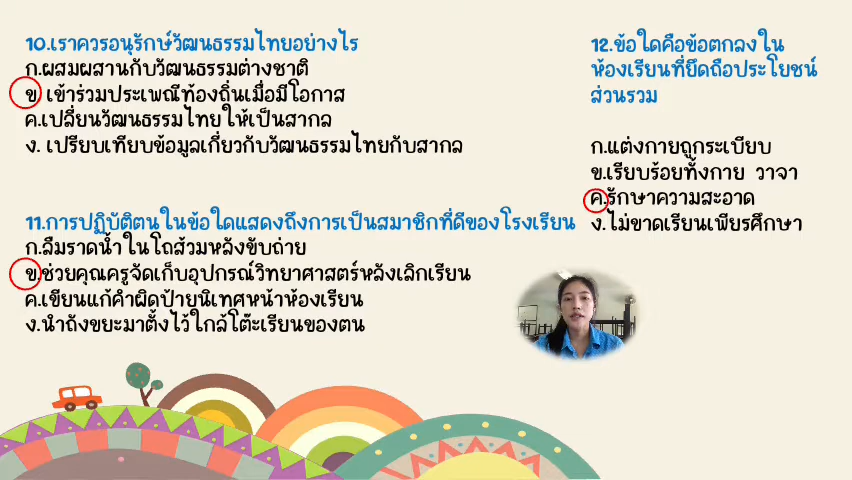 10.เราควรอนุรักษ์วัฒนธรรมไทยอย่างไร
ก.ผสมผสานกับวัฒนธรรมต่างชาติ
ข. เข้าร่วมประเพณีท้องถิ่นเมื่อมีโอกาส
ค.เปลี่ยนวัฒนธรรมไทยให้เป็นสากล
ง. เปรียบเทียบข้อมูลเกี่ยวกับวัฒนธรรมไทยกับสากล
11.การปฏิบัติตนในข้อใดแสดงถึงการเป็นสมาชิกที่ดีของโรงเรียน
ก.ลืมราดน้ำในโถส้วมหลังขับถ่าย
ข.ช่วยคุณครูจัดเก็บอุปกรณ์วิทยาศาสตร์หลังเลิกเรียน
ค.เขียนแก้คำผิดป้ายนิเทศหน้าห้องเรียน
ง.นำถังขยะมาตั้งไว้ใกล้โต๊ะเรียนของตน
12.ข้อใดคือข้อตกลงใน
ห้องเรียนที่ยึดถือประโยชน์
ส่วนรวม
ก.แต่งกายถูกระเบียบ
ข.เรียบร้อยทั้งกาย วาจา
ค.รักษาความสะอาด
ง.ไม่ขาดเรียนเพียรศึกษา